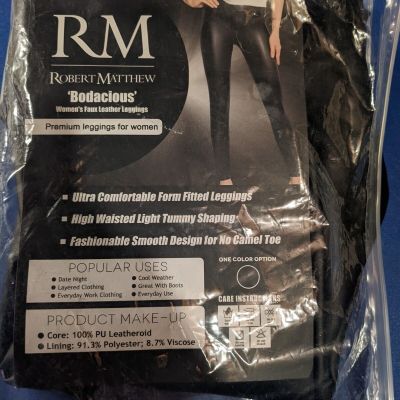 RM
ROBERT MATTHEW
'Bodacious'
Women's Faux Leather Leggings
Premium leggings for women
Ultra Comfortable Form Fitted Leggings
High Waisted Light Tummy Shaping
Fashionable Smooth Design for No Camel Toe
POPULAR USES
Date Night
Layered Clothing
Everyday Work Clothing
Cool Weather
Great With Boots
Everyday Use
ONE COLOR OPTION
CARE INSTRUCTIONS
PRODUCT MAKE-UP
Core: 100% PU Leatheroid
Lining: 91.3% Polyester; 8.7% Viscose